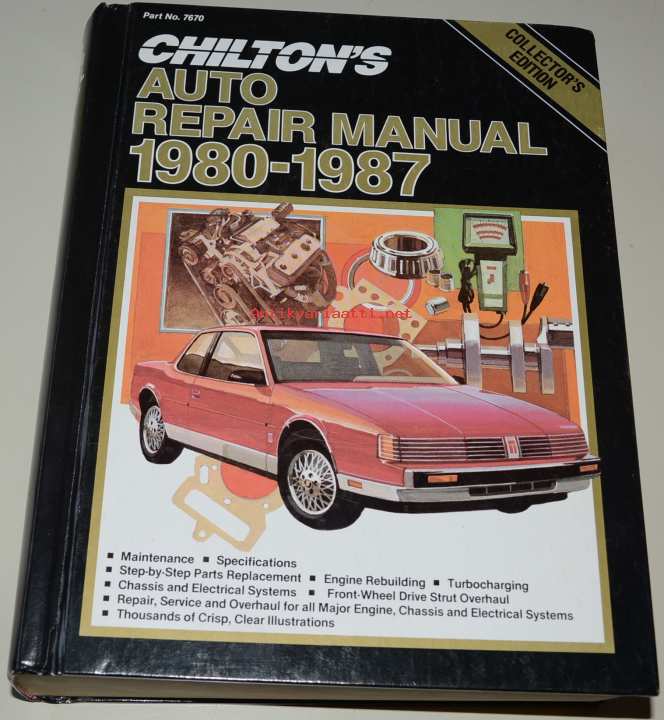 Part No. 7670
CHILTON'S
COLLECTOR'S
EDITION
AUTO
REPAIR MANUAL
1980-1987
antikvariaatti.net
■ Maintenance ■ Specifications
■ Step-by-Step Parts Replacement ■ Engine Rebuilding ■ Turbocharging
■ Chassis and Electrical Systems ■ Front-Wheel Drive Strut Overhaul
■ Repair, Service and Overhaul for all Major Engine, Chassis and Electrical Systems
■ Thousands of Crisp, Clear Illustrations